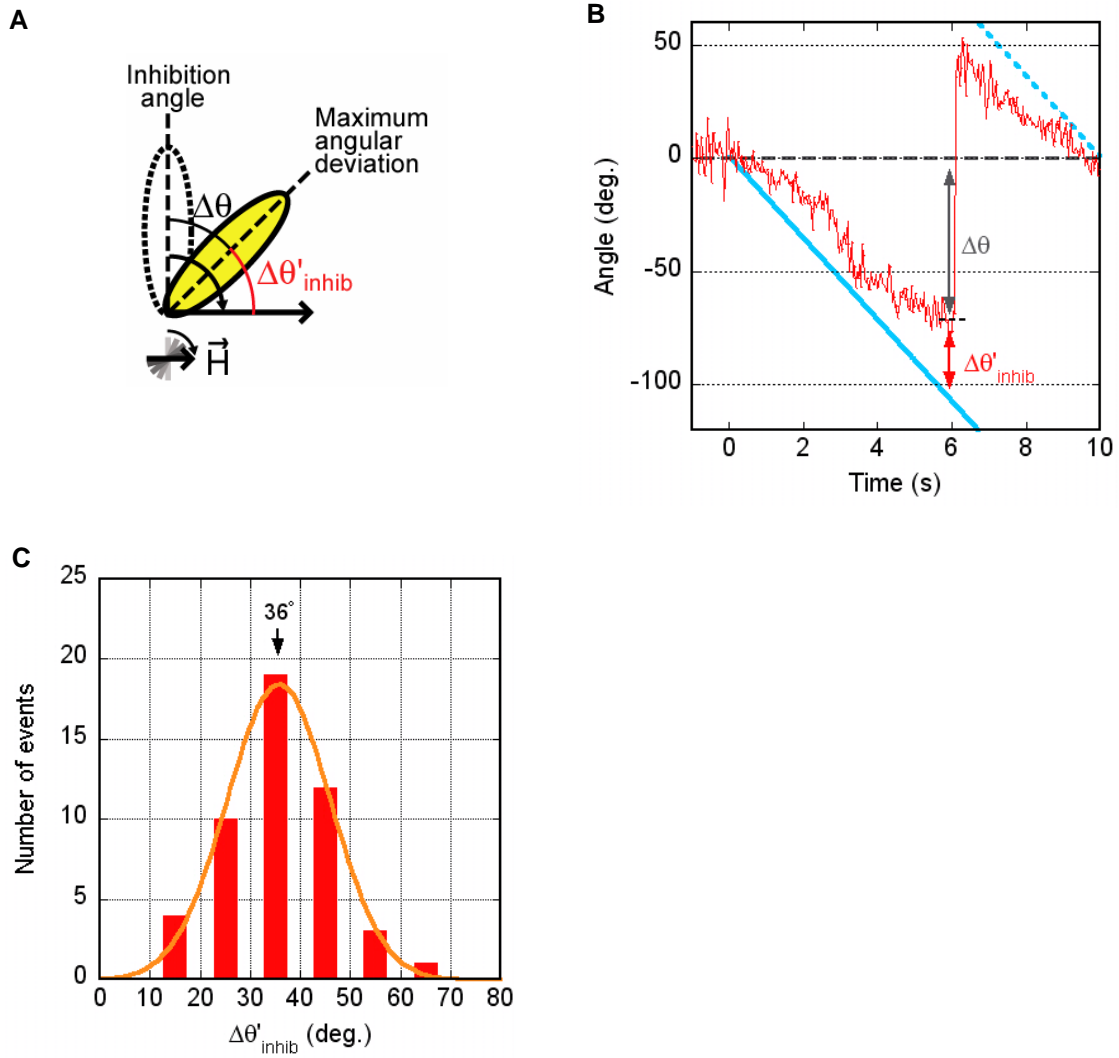 A
Inhibition
angle
Maximum
angular
deviation
Δθ
Δθ'inhib
H
B
50
0
-50
-100
Angle (deg.)
Δθ
Δθ'inhib
0 2 4 6 8 10
Time (s)
C
25
20
15
10
5
0
Number of events
36°
0 10 20 30 40 50 60 70 80
Δθ'inhib (deg.)